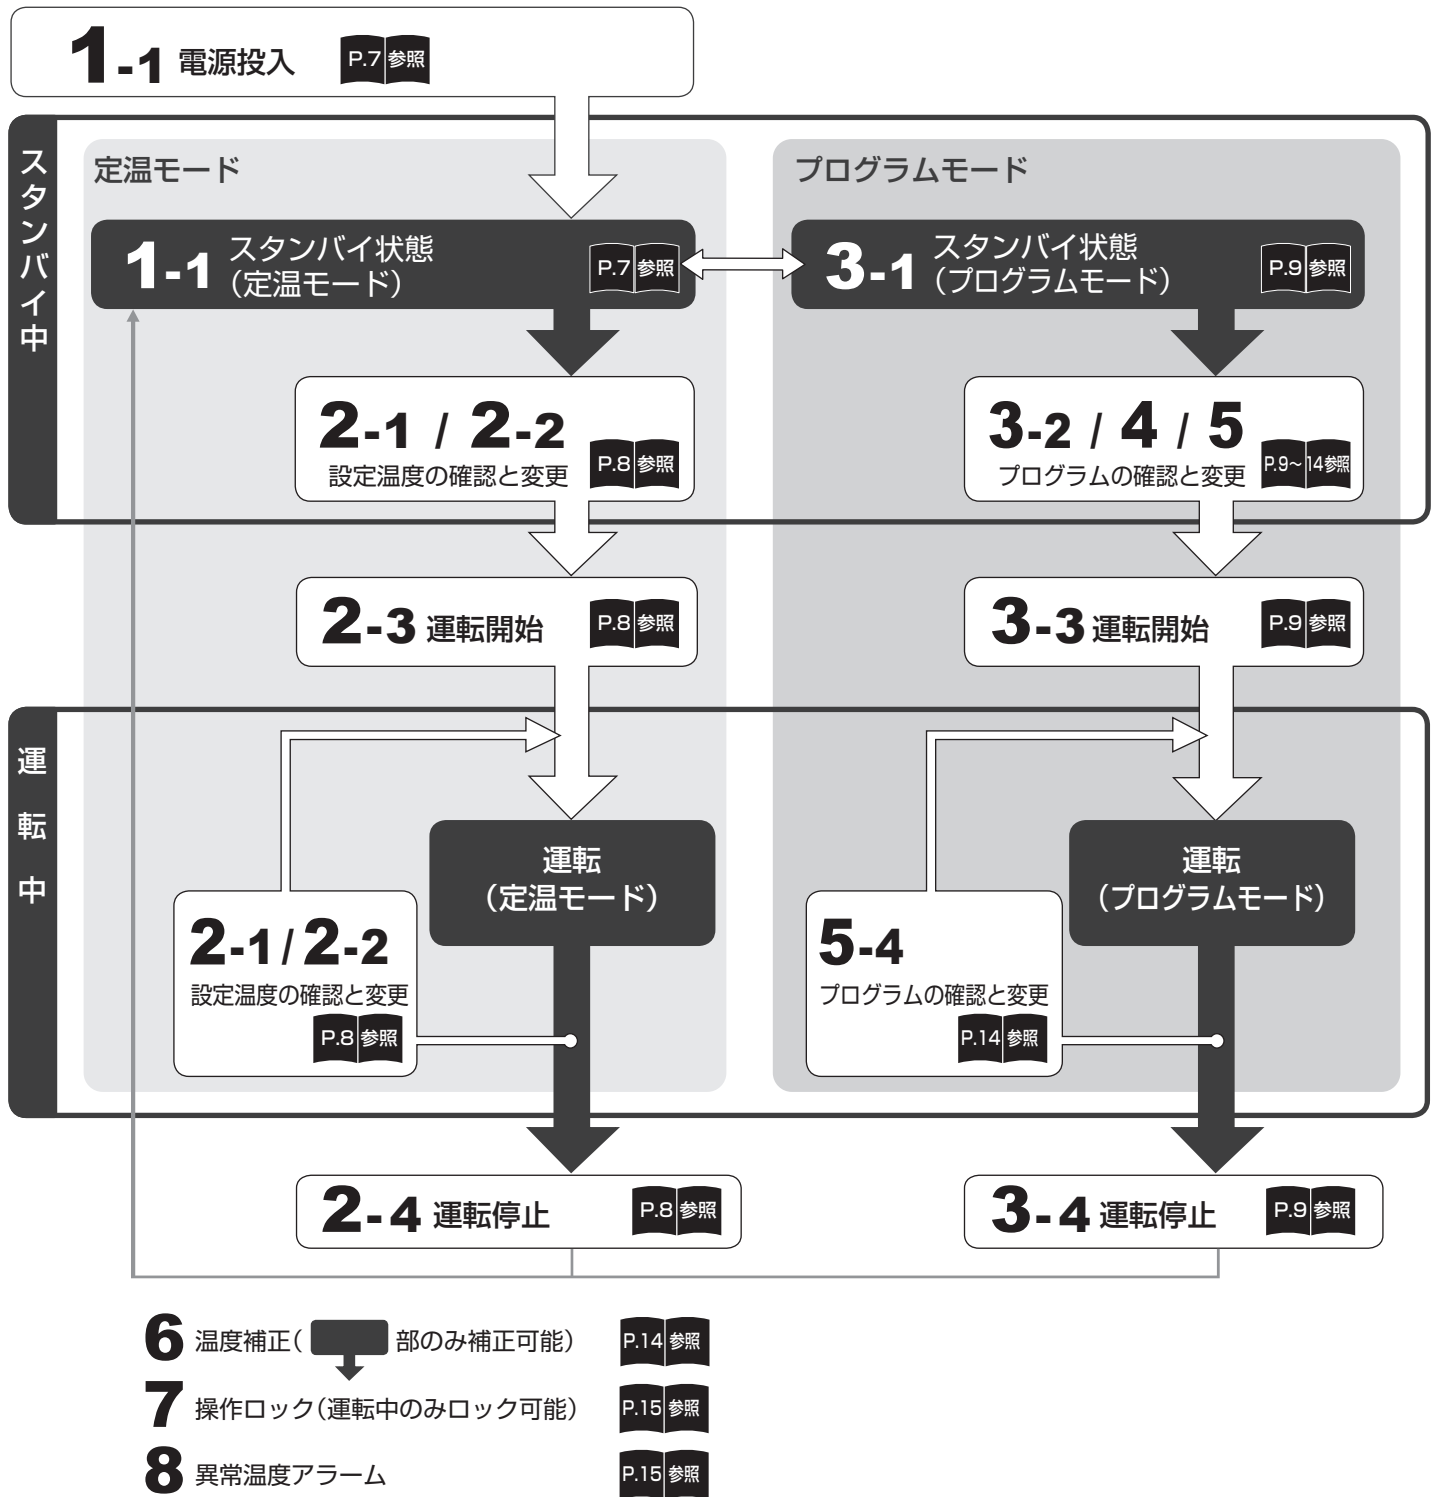 1-1 電源投入 P.7 参照
スタンバイ中
定温モード
1-1 スタンバイ状態
(定温モード) P.7 参照
プログラムモード
3-1 スタンバイ状態
(プログラムモード) P.9 参照
2-1 / 2-2
設定温度の確認と変更 P.8 参照
3-2 / 4 / 5
プログラムの確認と変更 P.9~14参照
2-3 運転開始 P.8 参照
3-3 運転開始 P.9 参照
運転中
運転
(定温モード)
2-1 / 2-2
設定温度の確認と変更
P.8 参照
運転
(プログラムモード)
5-4
プログラムの確認と変更
P.14 参照
2-4 運転停止 P.8 参照
3-4 運転停止 P.9 参照
6 温度補正( 部のみ補正可能) P.14 参照
7 操作ロック(運転中のみロック可能) P.15 参照
8 異常温度アラーム P.15 参照